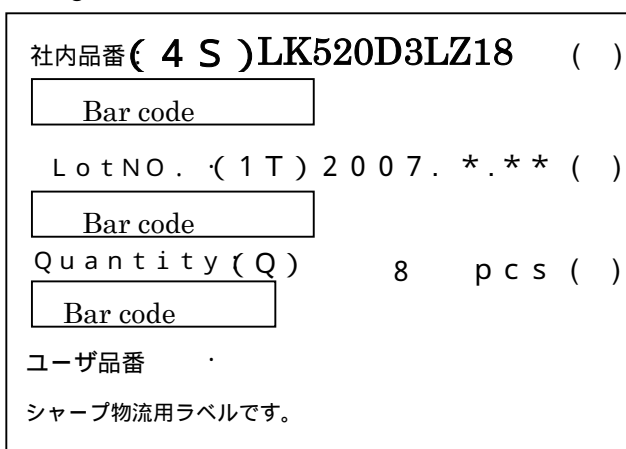 社内品番:(4S)LK520D3LZ18 ( )
Bar code
LotNO. :(1T)2007.*.** ( )
Bar code
Quantity:(Q) 8 pcs ( )
Bar code
ユーザ品番 :
シャープ物流用ラベルです。